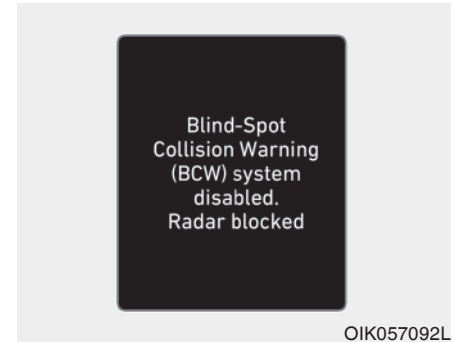 Blind-Spot
Collision Warning
(BCW) system
disabled.
Radar blocked
OIK057092L